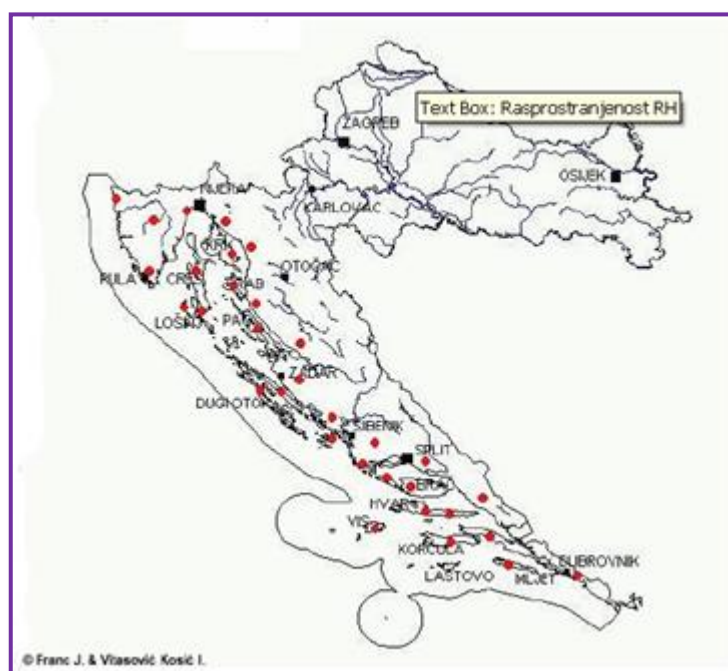 Text Box: Rasprostranjenost RH
ZAGREB
OSIJEK
RIJEKA
KARLOVAC
KRK
OTOČAC
PULA
CRES
RAB
LOŠINJ
PAG
ZADAR
DUGI OTOK
ŠIBENIK
SPLIT
BRAČ
HVAR
VIS
KORČULA
DUBROVNIK
LASTOVO
MLJET
© Franc J. & Vitasović Kosić I.